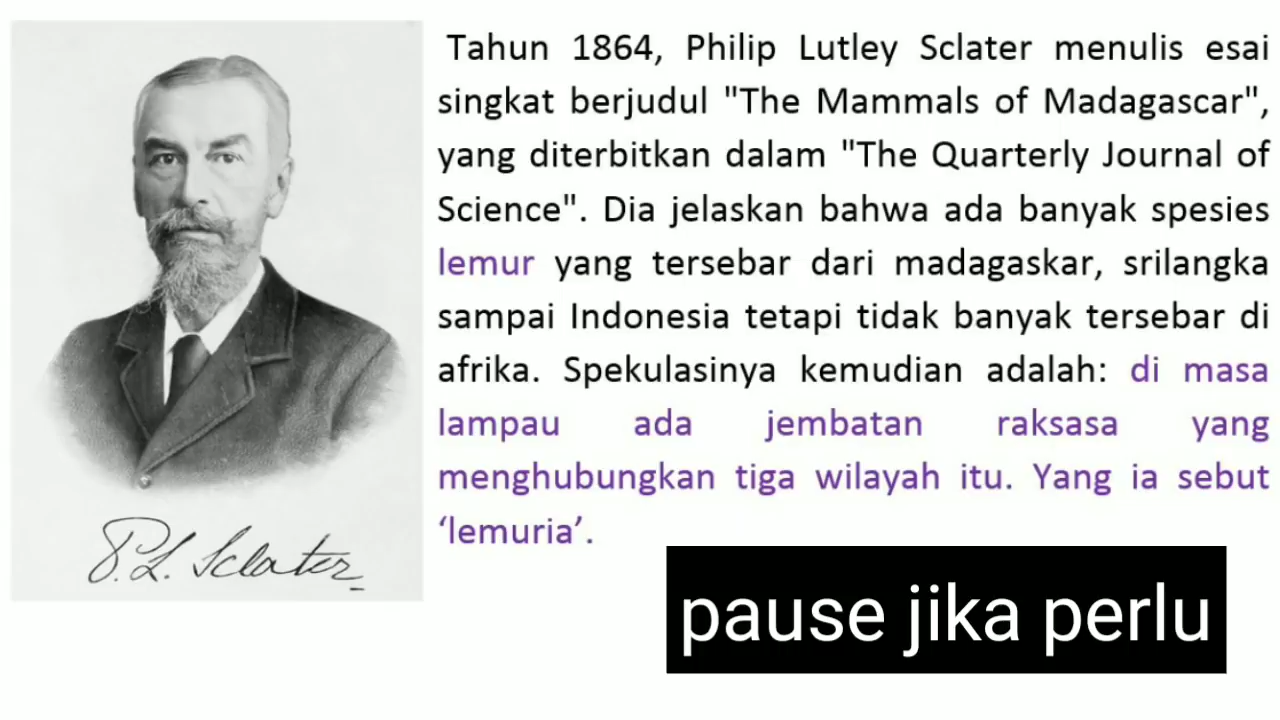 Tahun 1864, Philip Lutley Sclater menulis esai
singkat berjudul "The Mammals of Madagascar",
yang diterbitkan dalam "The Quarterly Journal of
Science". Dia jelaskan bahwa ada banyak spesies
lemur yang tersebar dari madagaskar, srilangka
sampai Indonesia tetapi tidak banyak tersebar di
afrika. Spekulasinya kemudian adalah: di masa
lampau ada jembatan raksasa yang
menghubungkan tiga wilayah itu. Yang ia sebut
‘lemuria’.
P. L. Sclater
pause jika perlu